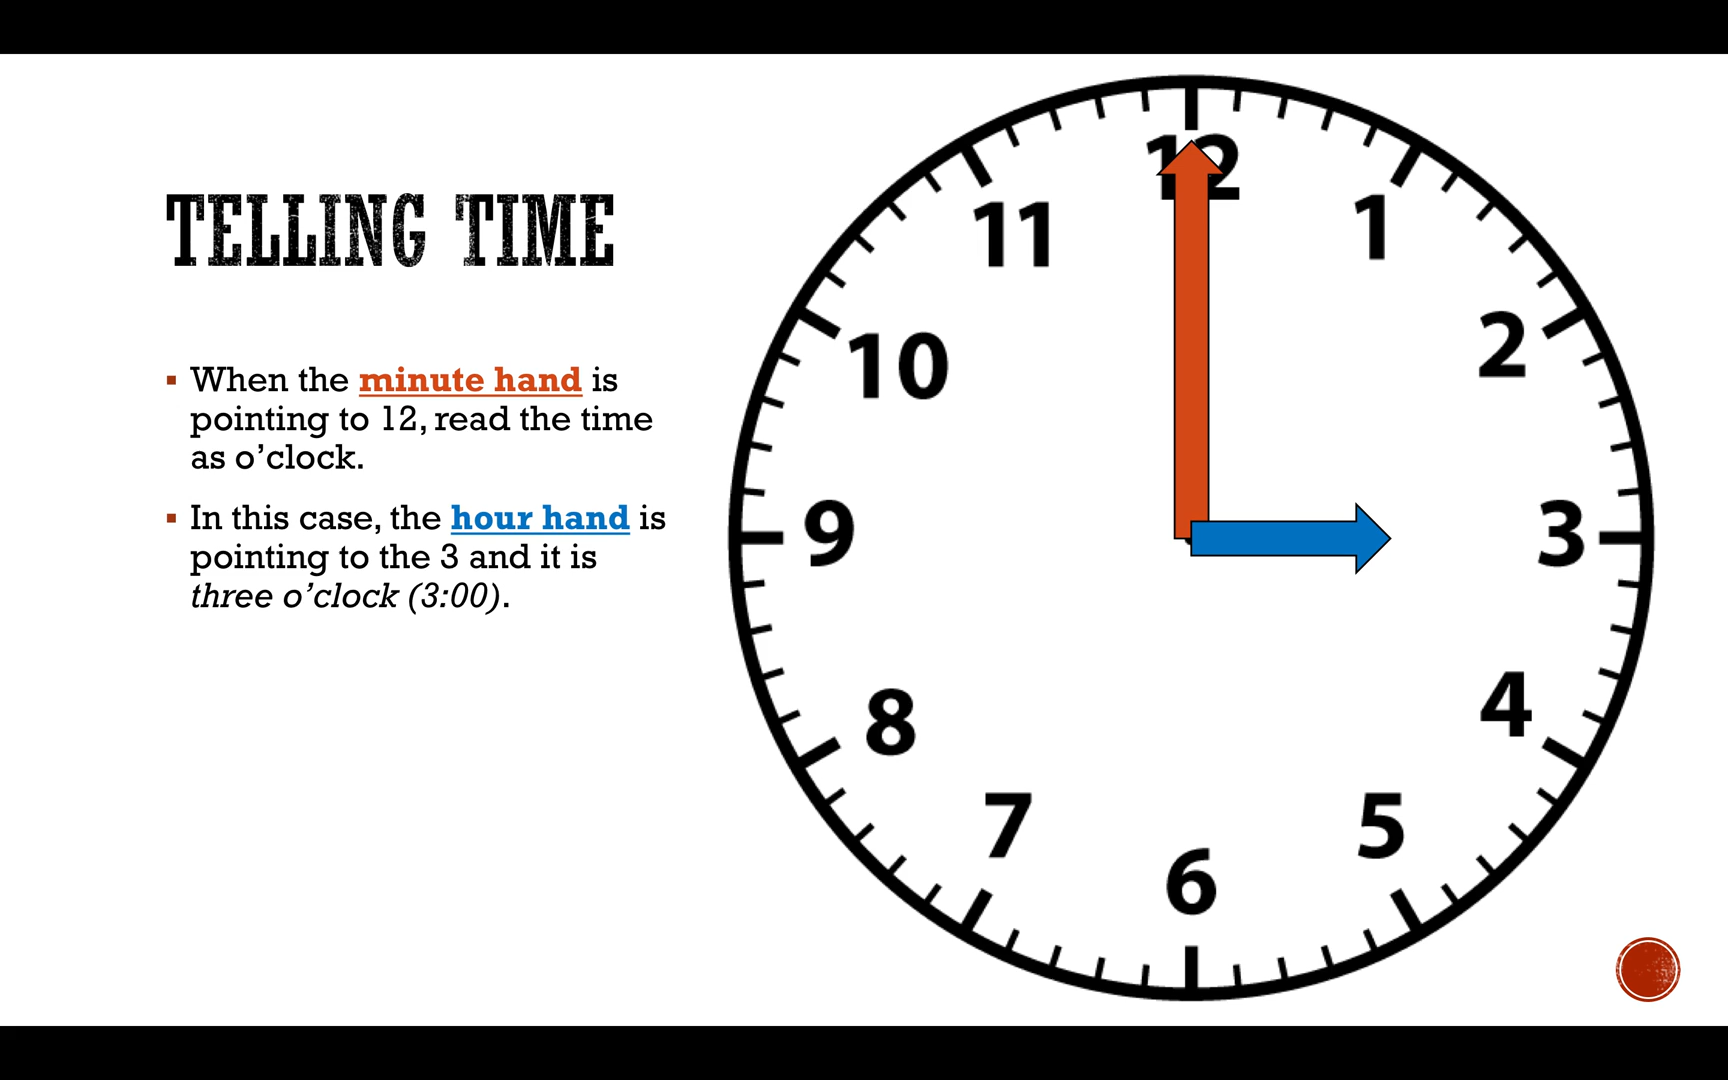 TELLING TIME
▪ When the minute hand is
pointing to 12, read the time
as o’clock.
▪ In this case, the hour hand is
pointing to the 3 and it is
three o’clock (3:00).
12
1
2
3
4
5
6
7
8
9
10
11